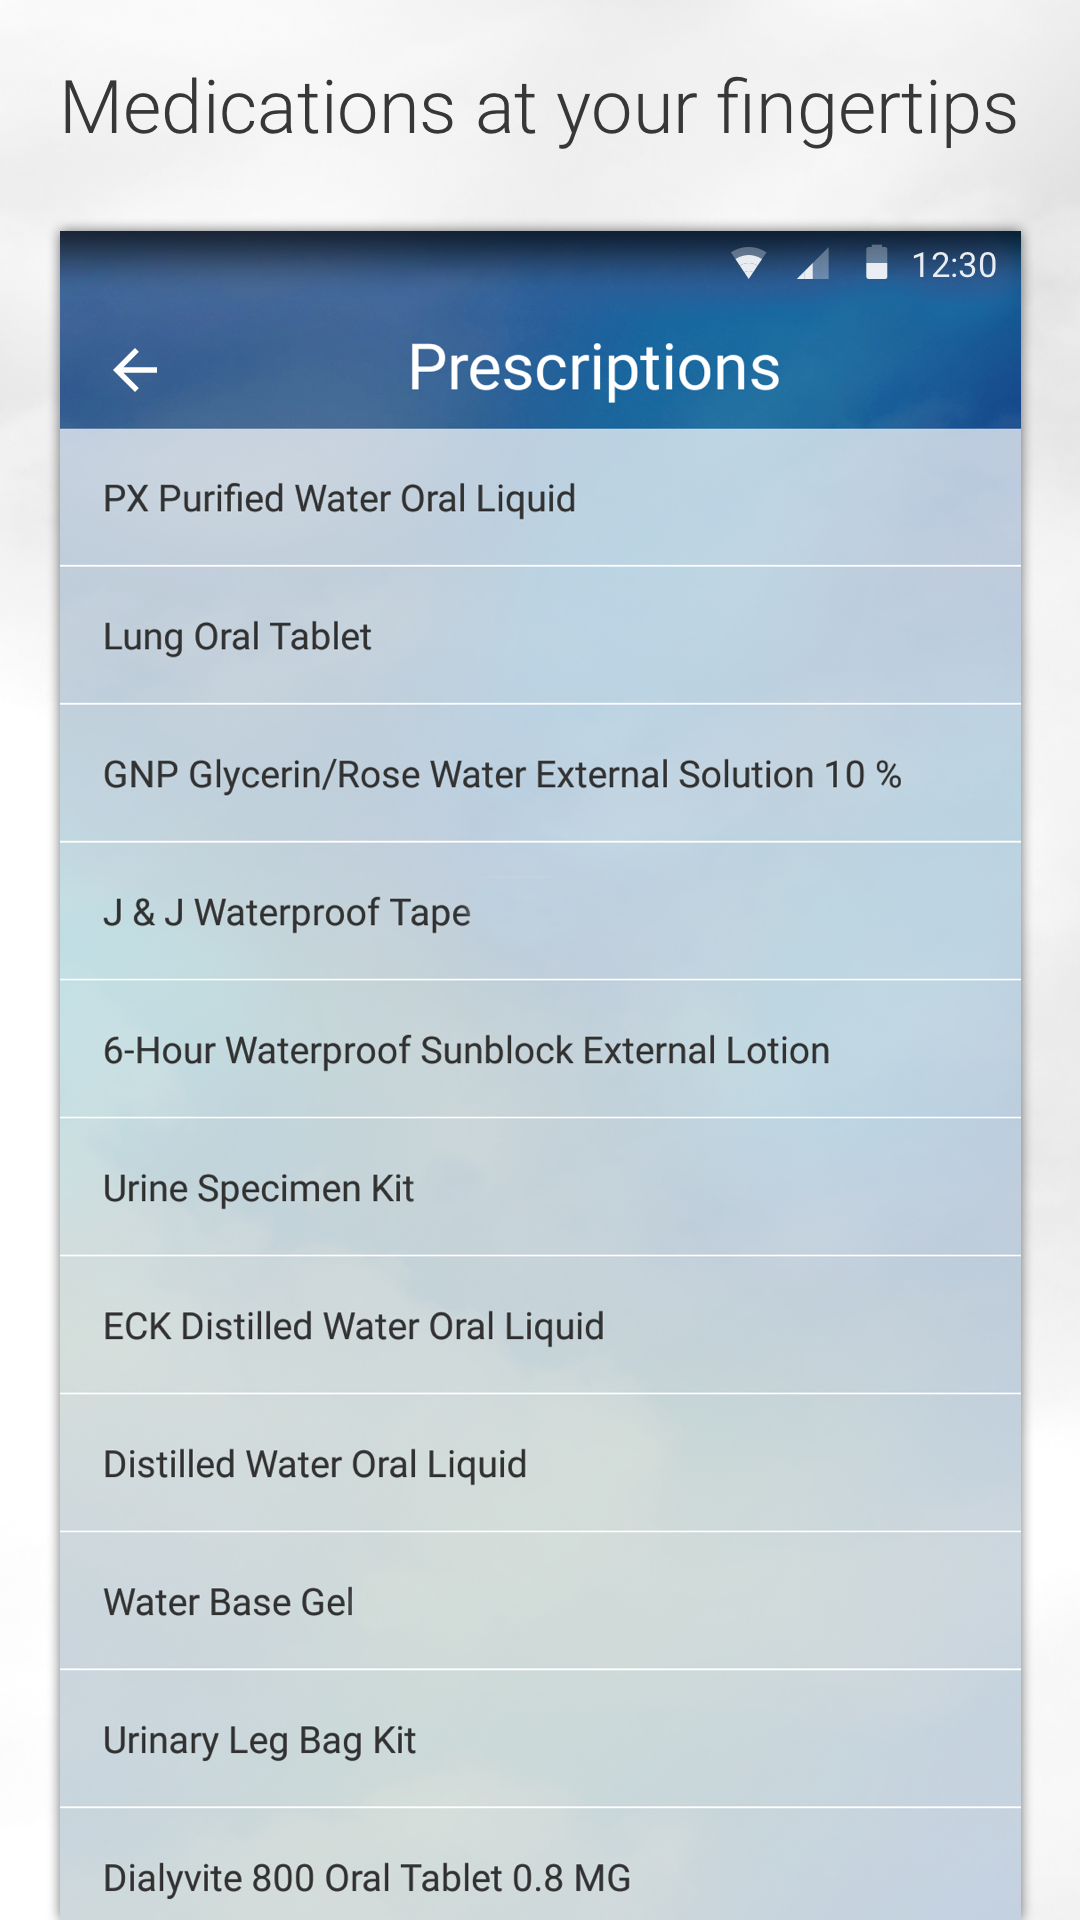 Medications at your fingertips
12:30
Prescriptions
PX Purified Water Oral Liquid
Lung Oral Tablet
GNP Glycerin/Rose Water External Solution 10 %
J & J Waterproof Tape
6-Hour Waterproof Sunblock External Lotion
Urine Specimen Kit
ECK Distilled Water Oral Liquid
Distilled Water Oral Liquid
Water Base Gel
Urinary Leg Bag Kit
Dialyvite 800 Oral Tablet 0.8 MG